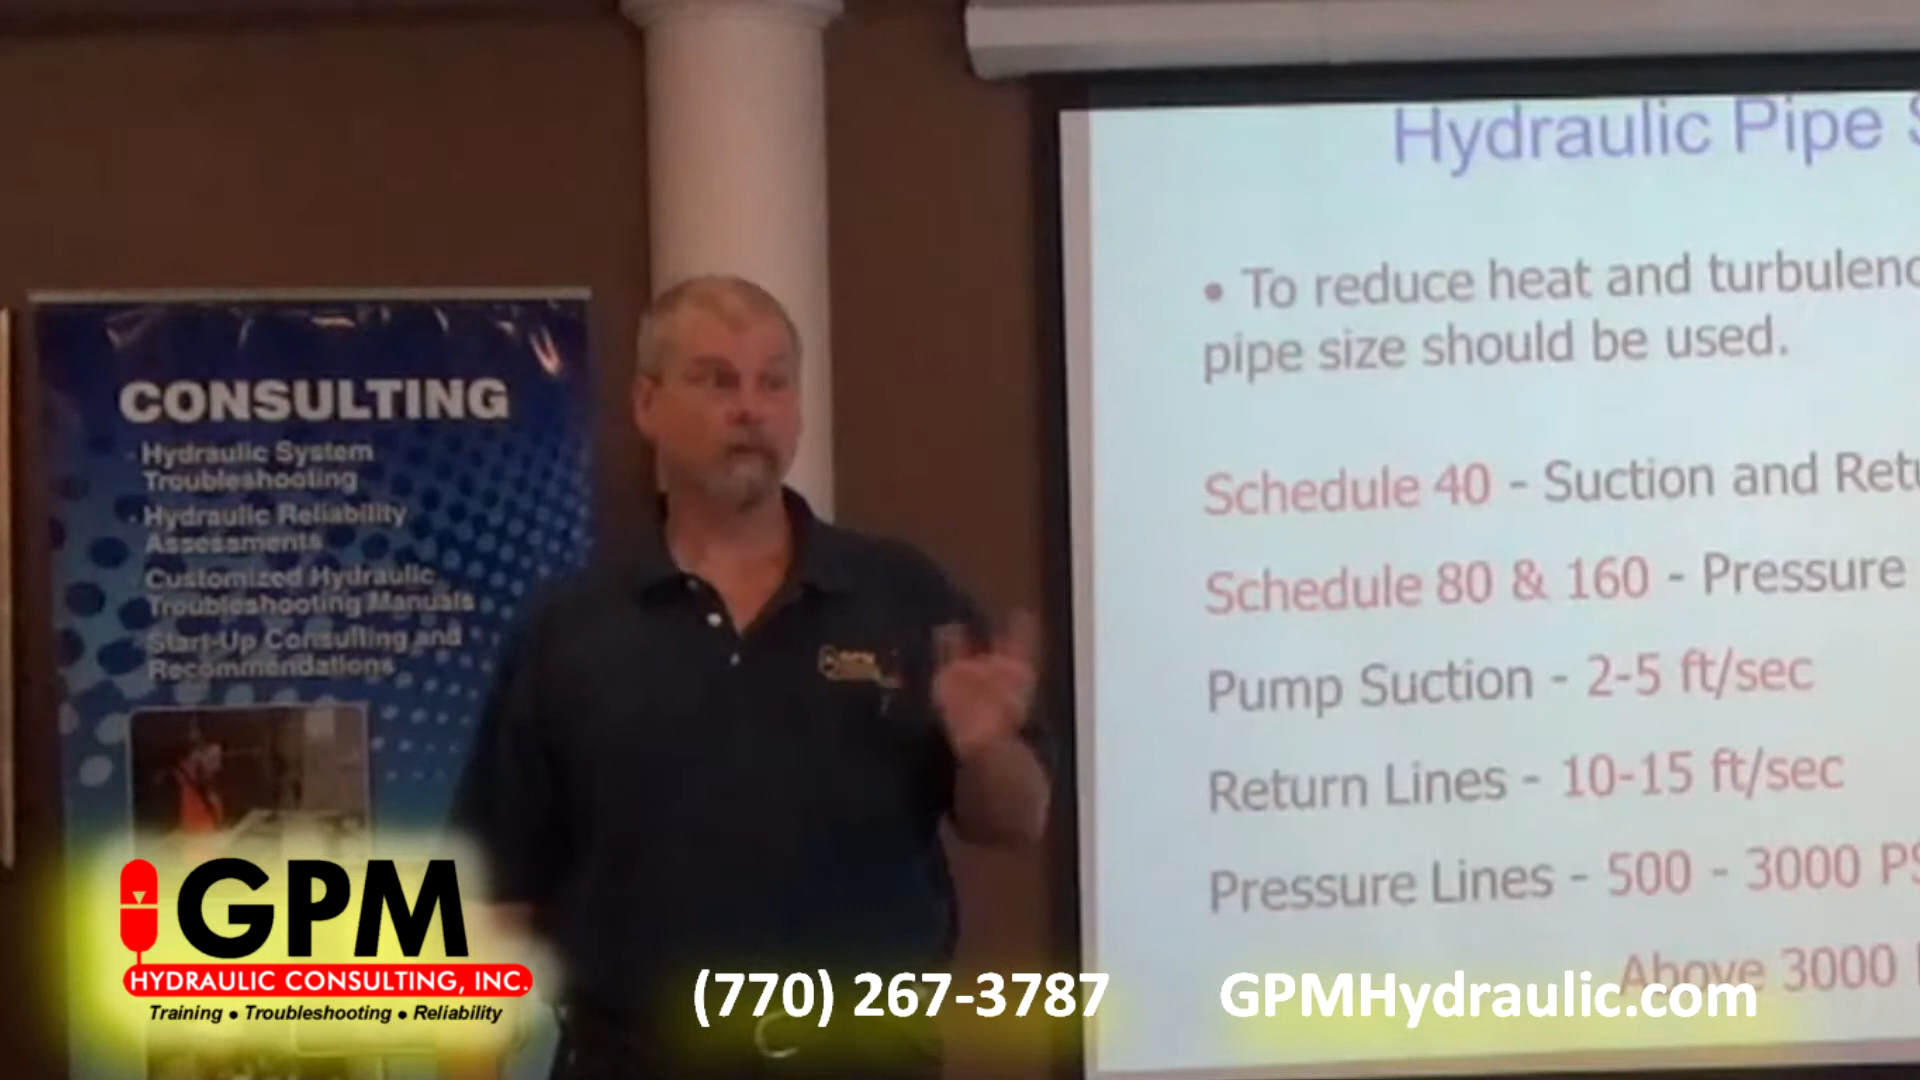 CONSULTING
- Hydraulic System
Troubleshooting
- Hydraulic Reliability
Assessments
Customized Hydraulic
Troubleshooting Manuals
Start-Up Consulting and
Recommendations
Hydraulic Pipe
• To reduce heat and
pipe size should be used.
Schedule 40 - Suction and
Schedule 80 & 160 - Pressure
Pump Suction - 2-5 ft/sec
Return Lines - 10-15 ft/sec
Pressure Lines - 500 - 3000
Above 3000
GPM
HYDRAULIC CONSULTING, INC.
Training • Troubleshooting • Reliability
(770) 267-3787 GPMHydraulic.com